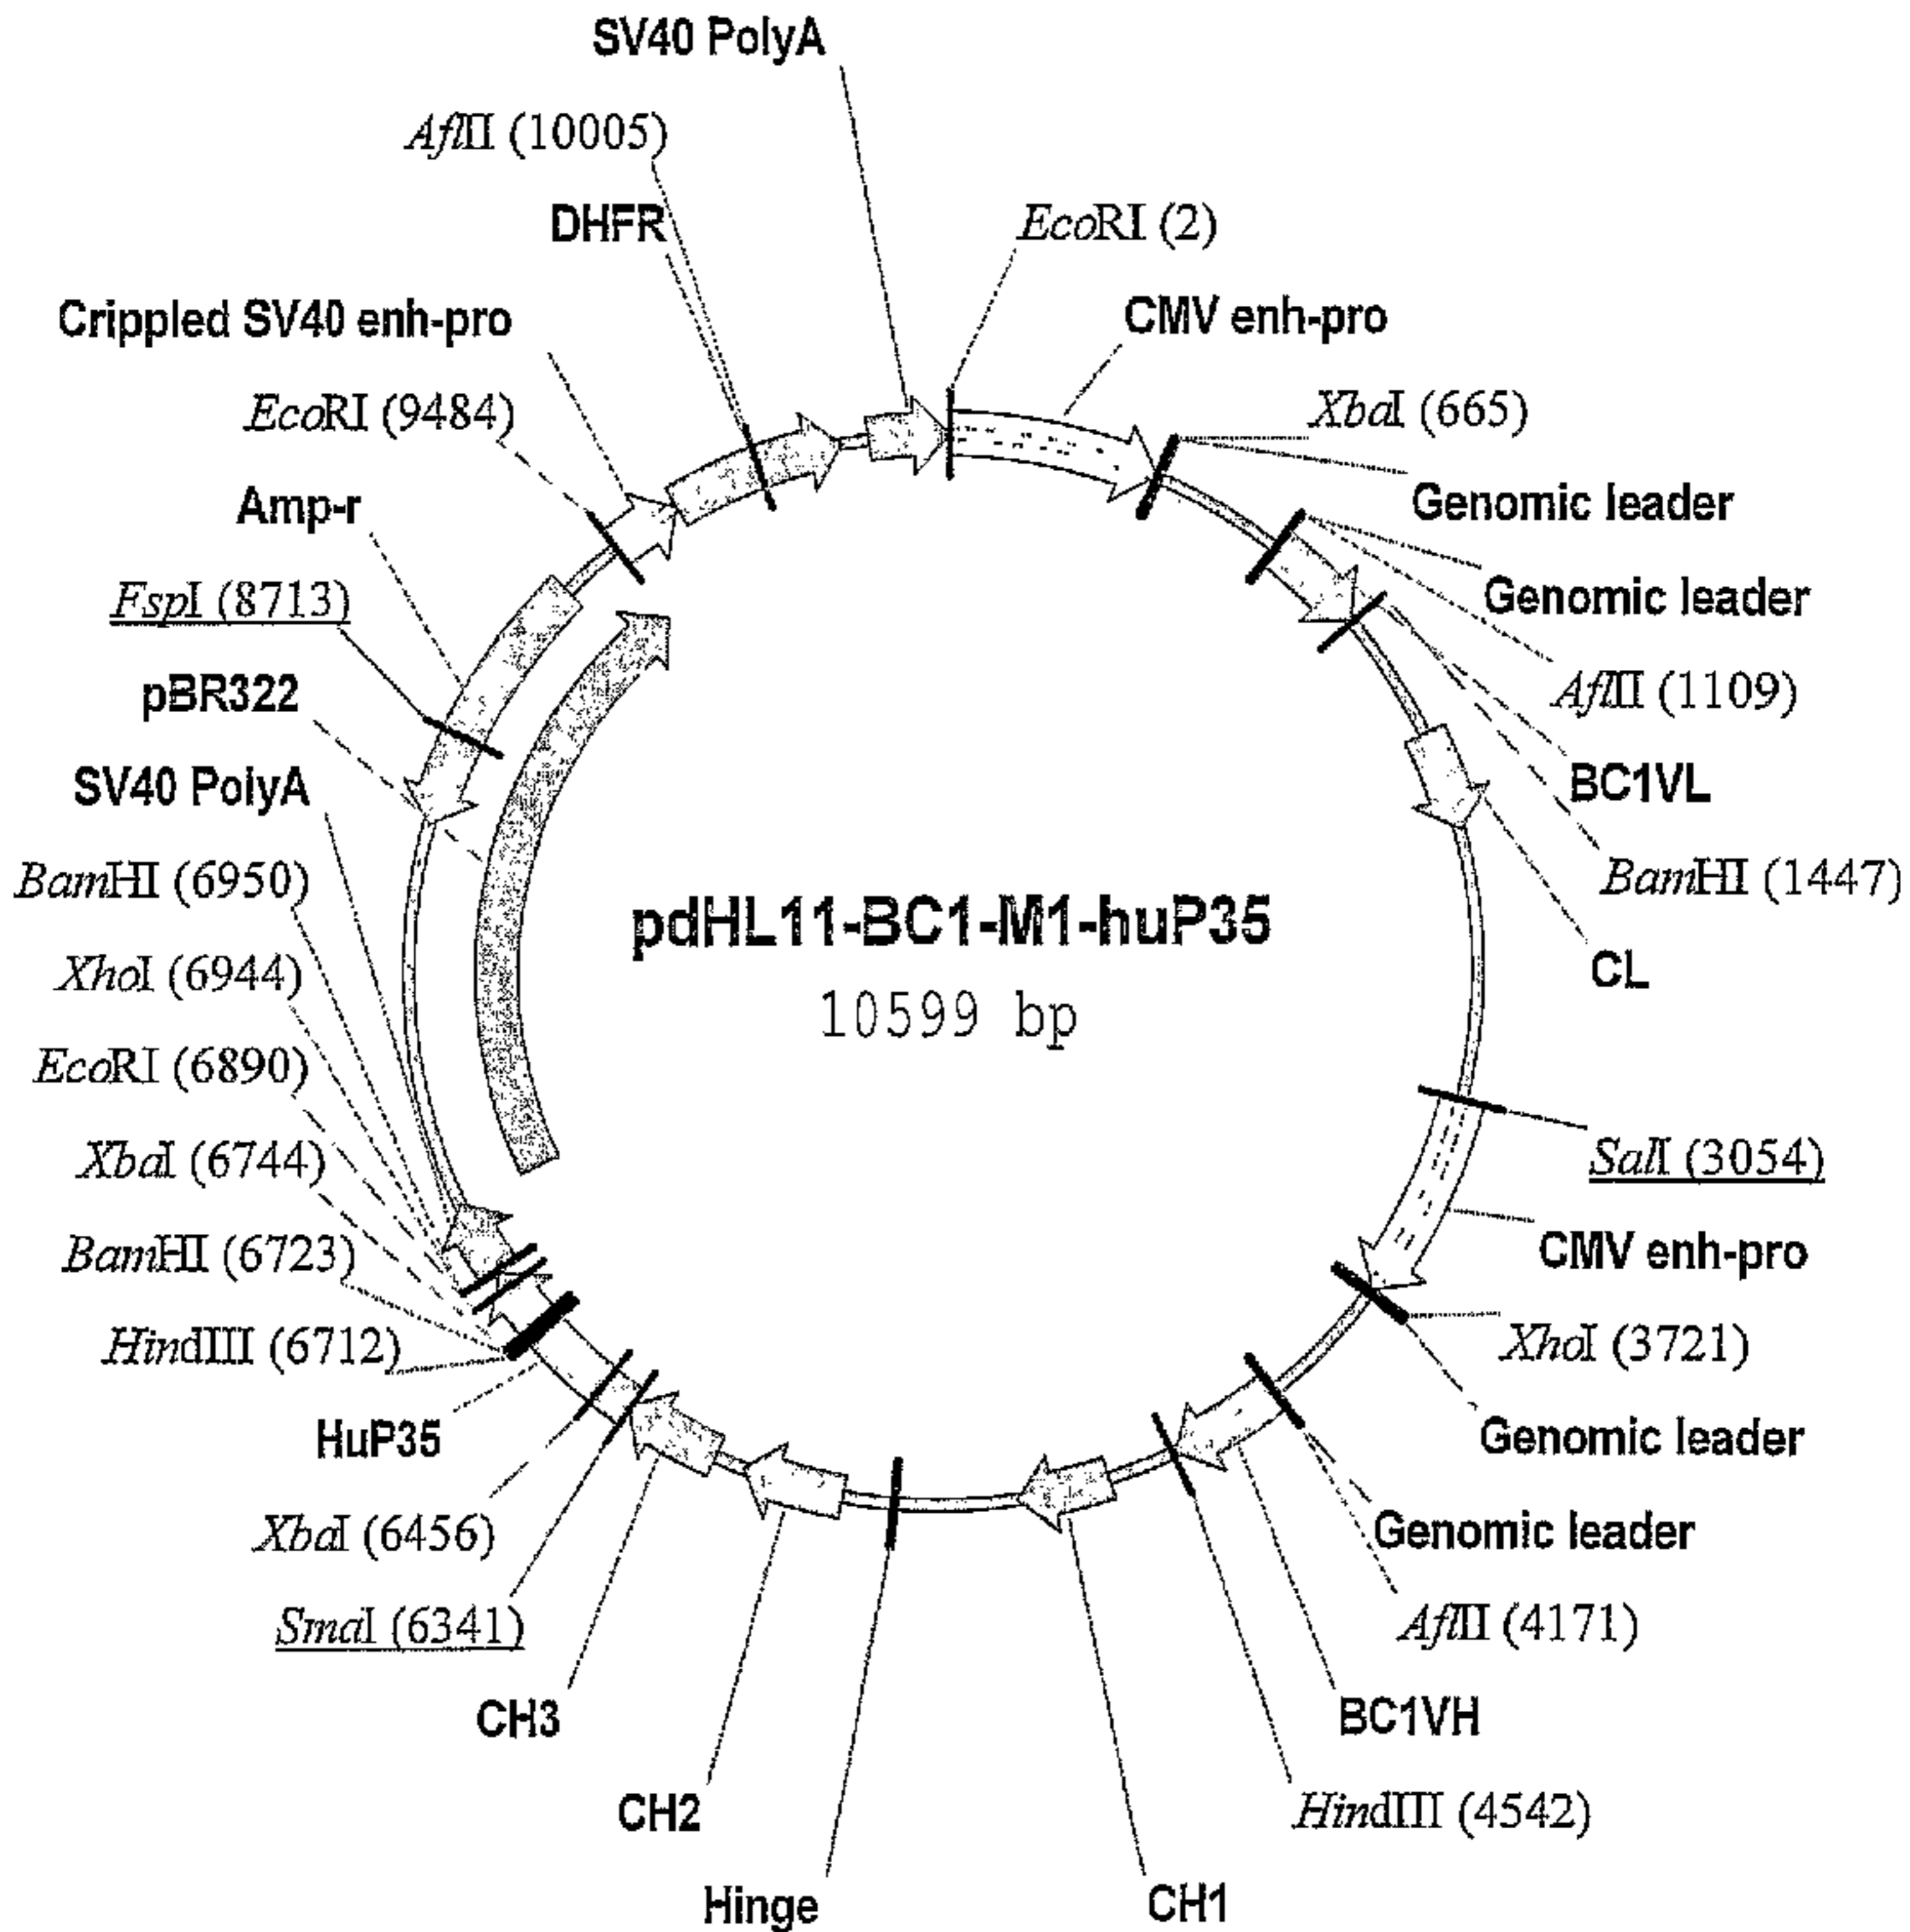 SV40 PolyA
AflII (10005)
DHFR
EcoRI (2)
Crippled SV40 enh-pro
CMV enh-pro
EcoRI (9484)
XbaI (665)
Amp-r
Genomic leader
FspI (8713)
Genomic leader
pBR322
AflII (1109)
SV40 PolyA
BC1VL
BamHI (6950)
BamHI (1447)
pdHL11-BC1-M1-huP35
10599 bp
XhoI (6944)
CL
EcoRI (6890)
XbaI (6744)
SalI (3054)
BamHI (6723)
CMV enh-pro
HindIII (6712)
XhoI (3721)
HuP35
Genomic leader
XbaI (6456)
Genomic leader
SmaI (6341)
AflII (4171)
CH3
BC1VH
CH2
HindIII (4542)
Hinge
CH1